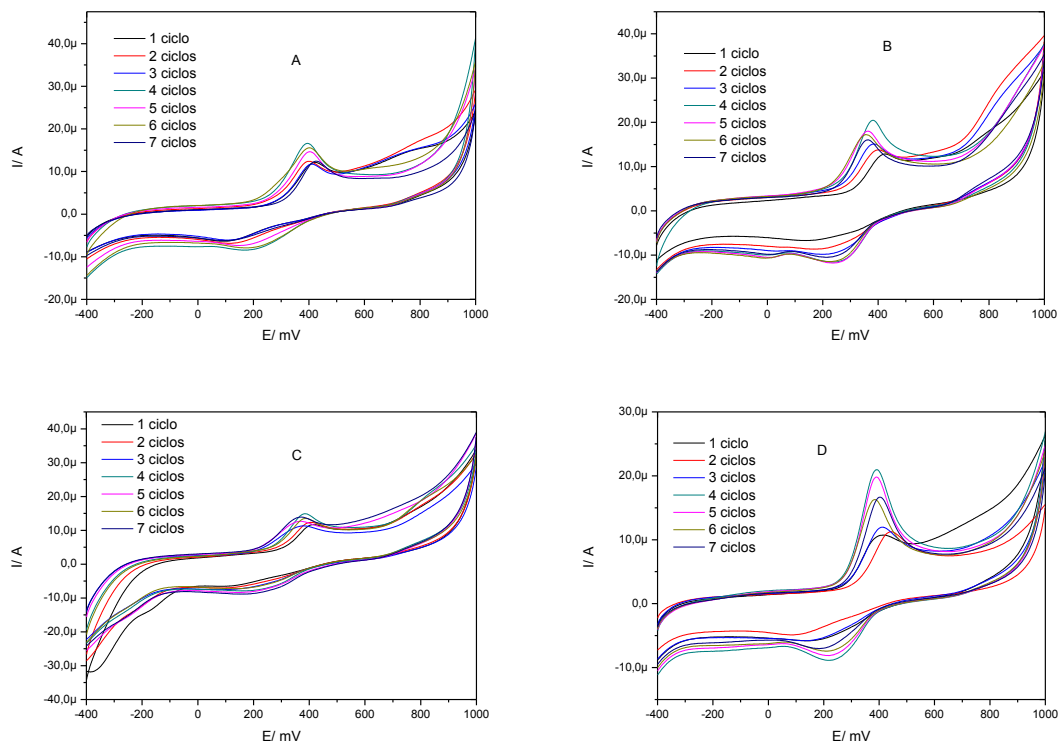 A
1 ciclo
2 ciclos
3 ciclos
4 ciclos
5 ciclos
6 ciclos
7 ciclos
40,0µ
30,0µ
20,0µ
10,0µ
0,0
-10,0µ
-20,0µ
I/ A
-400 -200 0 200 400 600 800 1000
E/ mV
B
1 ciclo
2 ciclos
3 ciclos
4 ciclos
5 ciclos
6 ciclos
7 ciclos
40,0µ
30,0µ
20,0µ
10,0µ
0,0
-10,0µ
-20,0µ
I/ A
-400 -200 0 200 400 600 800 1000
E/ mV
C
1 ciclo
2 ciclos
3 ciclos
4 ciclos
5 ciclos
6 ciclos
7 ciclos
40,0µ
30,0µ
20,0µ
10,0µ
0,0
-10,0µ
-20,0µ
-30,0µ
-40,0µ
I/ A
-400 -200 0 200 400 600 800 1000
E/ mV
D
1 ciclo
2 ciclos
3 ciclos
4 ciclos
5 ciclos
6 ciclos
7 ciclos
30,0µ
20,0µ
10,0µ
0,0
-10,0µ
I/ A
-400 -200 0 200 400 600 800 1000
E/ mV